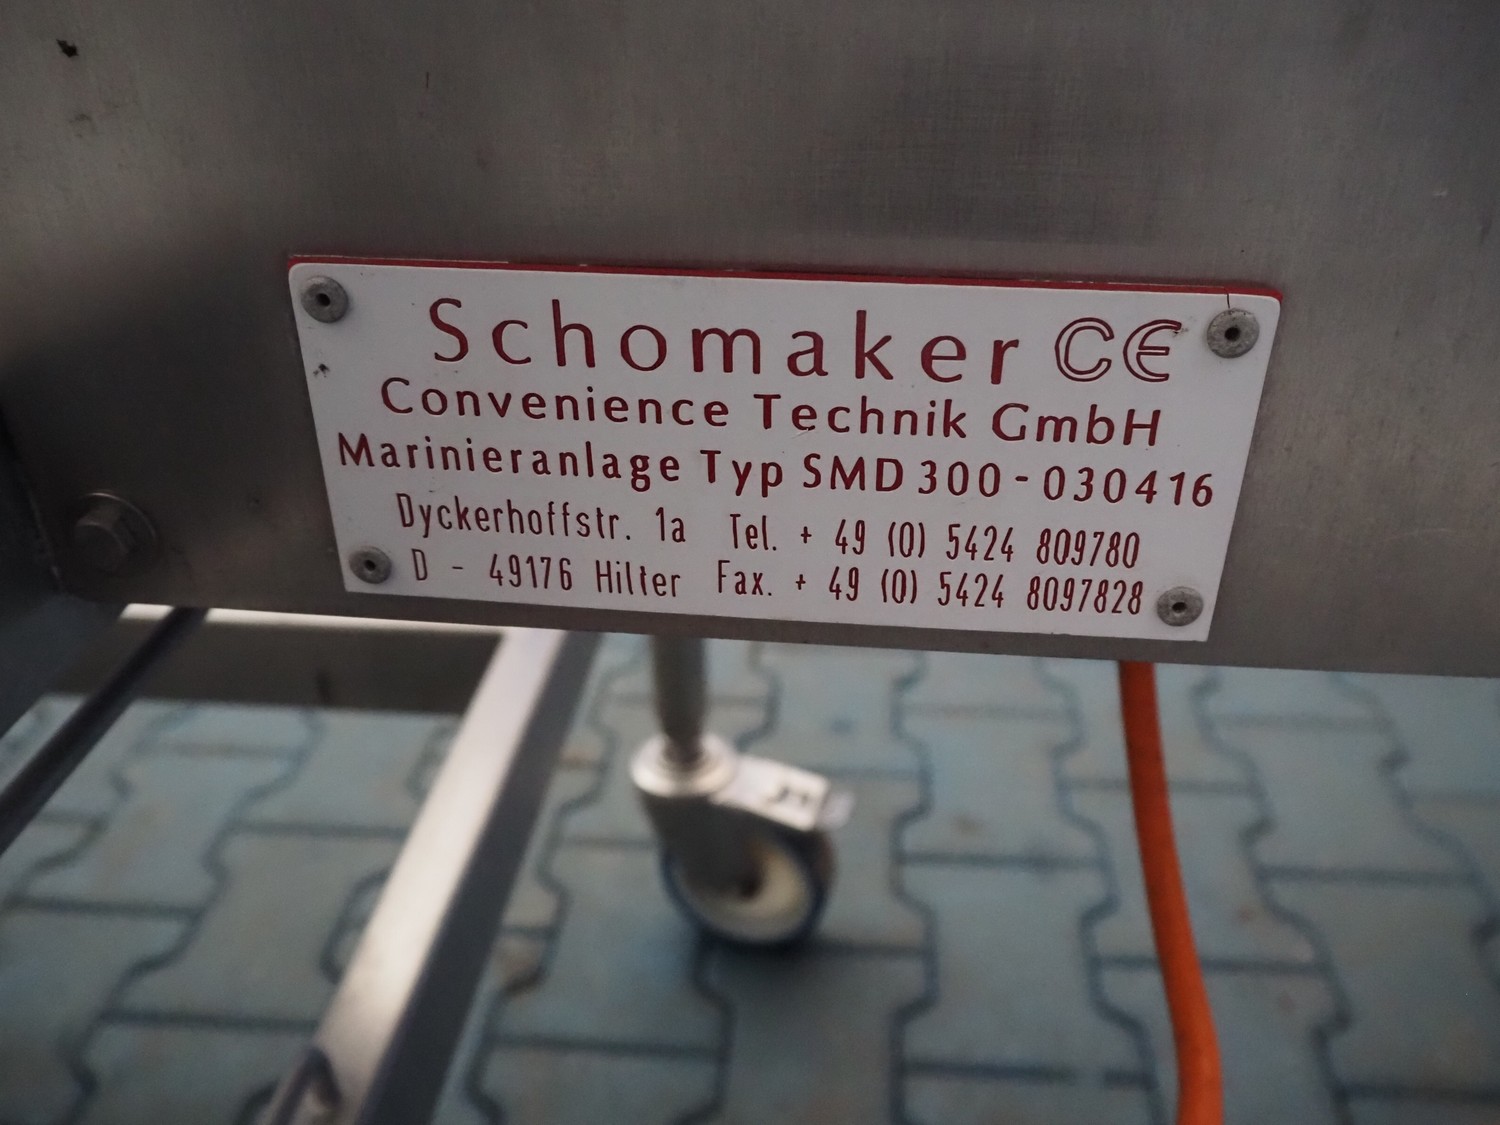 Schomaker CE
Convenience Technik GmbH
Marinieranlage Typ SMD 300 - 030416
Dyckerhoffstr. 1a Tel. + 49 (0) 5424 809780
D - 49176 Hilter Fax. + 49 (0) 5424 8097828